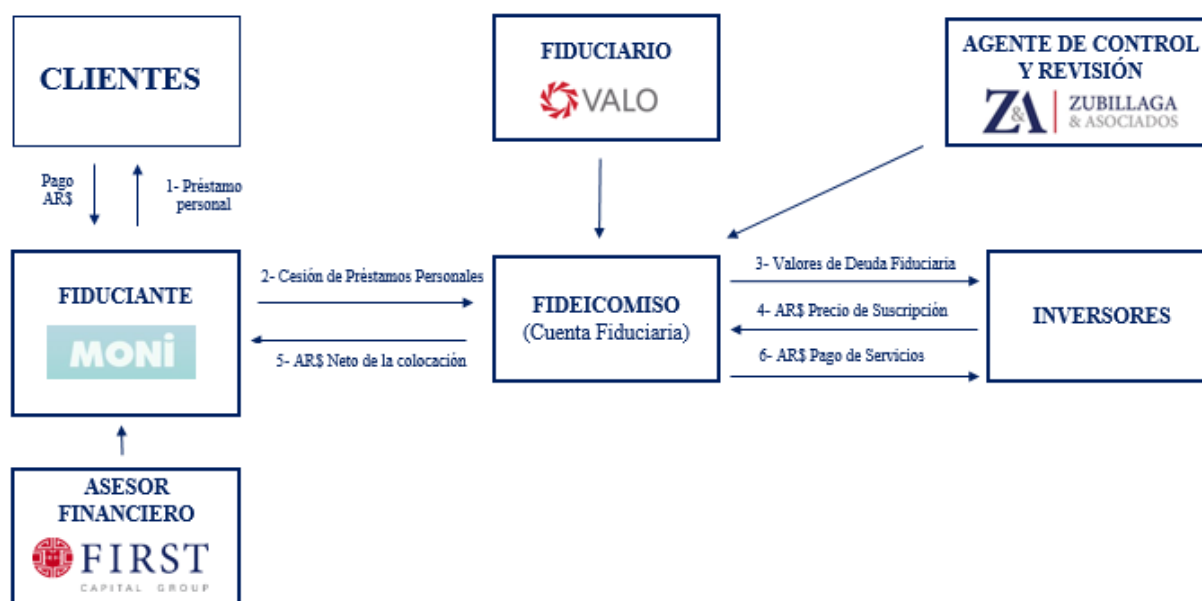 CLIENTES
FIDUCIARIO
VALO
AGENTE DE CONTROL
Y REVISIÓN
Z&A
ZUBILLAGA
& ASOCIADOS
Pago
AR$
1- Préstamo
personal
FIDUCIANTE
MONi
2- Cesión de Préstamos Personales
5- AR$ Neto de la colocación
FIDEICOMISO
(Cuenta Fiduciaria)
3- Valores de Deuda Fiduciaria
4- AR$ Precio de Suscripción
6- AR$ Pago de Servicios
INVERSORES
ASESOR
FINANCIERO
FIRST
CAPITAL GROUP